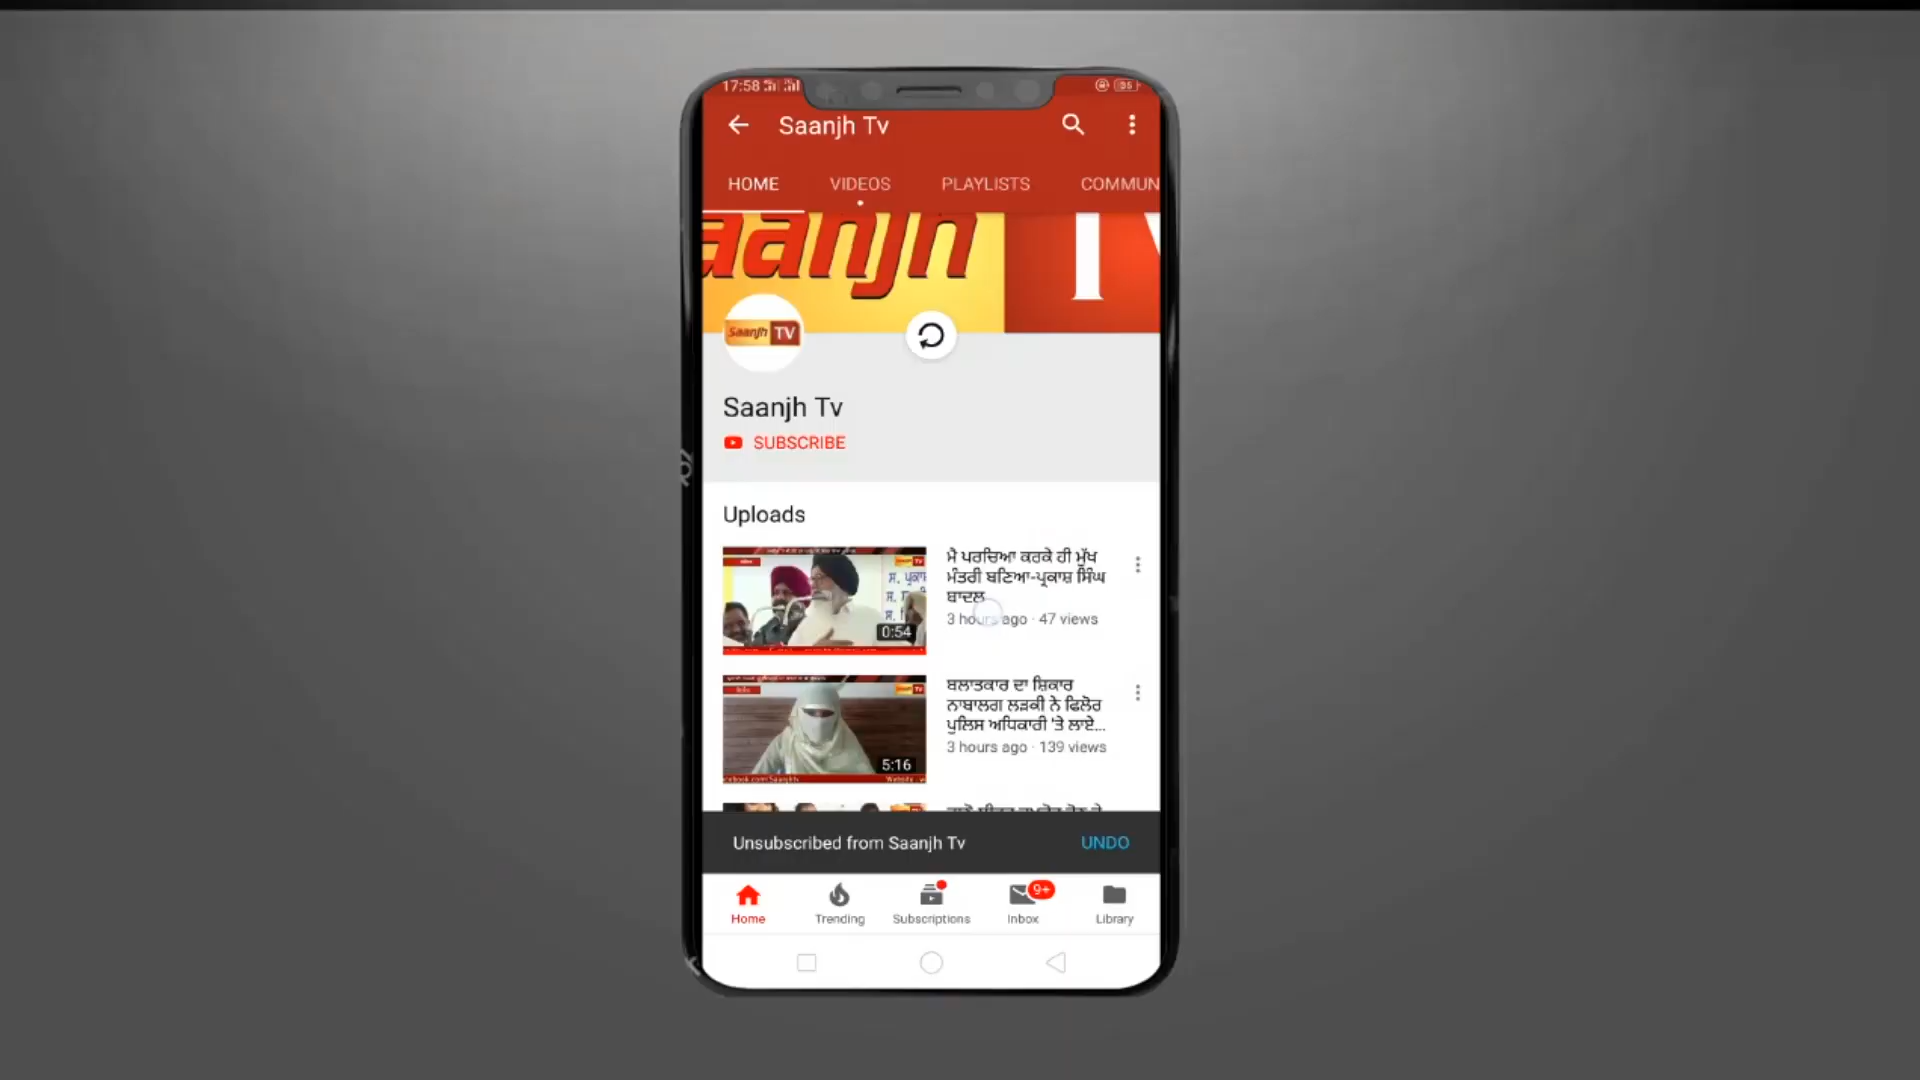 17:58
Saanjh Tv
HOME VIDEOS PLAYLISTS COMMUN
aanjh TV
Saanjh TV
Saanjh Tv
SUBSCRIBE
Uploads
ਮੈ ਪਰਚਿਆ ਕਰਕੇ ਹੀ ਮੁੱਖ
ਮੰਤਰੀ ਬਣਿਆ-ਪ੍ਰਕਾਸ਼ ਸਿੰਘ
ਬਾਦਲ
3 hours ago · 47 views
0:54
ਬਲਾਤਕਾਰ ਦਾ ਸ਼ਿਕਾਰ
ਨਾਬਾਲਗ ਲੜਕੀ ਨੇ ਫਿਲੋਰ
ਪੁਲਿਸ ਅਧਿਕਾਰੀ 'ਤੇ ਲਾਏ...
3 hours ago · 139 views
5:16
Unsubscribed from Saanjh Tv UNDO
9+
Home Trending Subscriptions Inbox Library